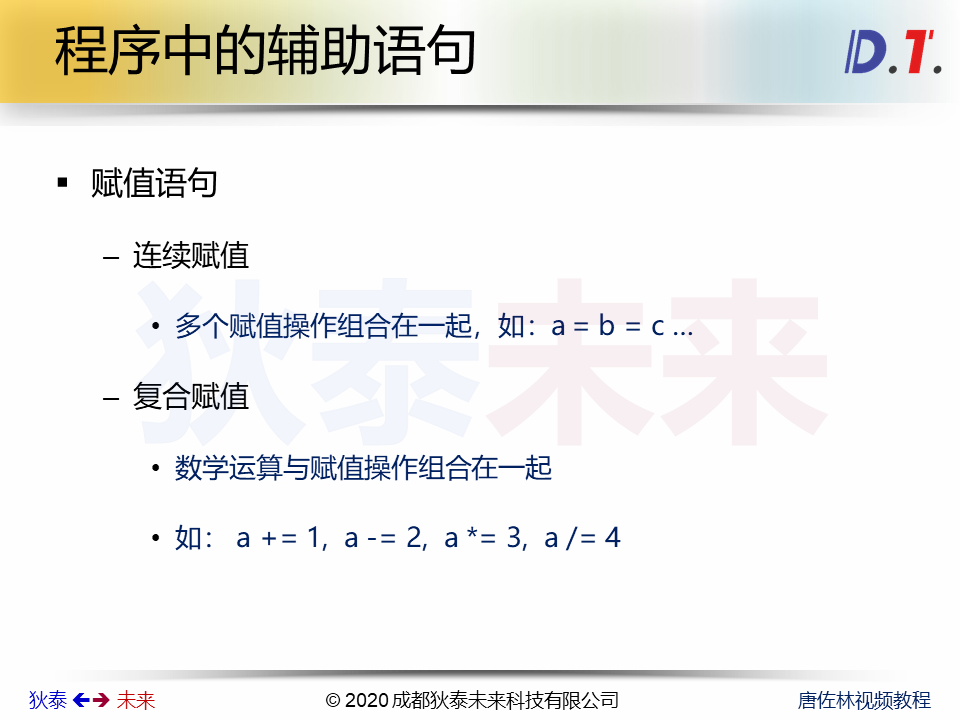 程序中的辅助语句
D.T.
▪ 赋值语句
– 连续赋值
• 多个赋值操作组合在一起，如：a = b = c ...
– 复合赋值
• 数学运算与赋值操作组合在一起
• 如： a += 1, a -= 2, a *= 3, a /= 4
狄泰未来
狄泰 🡸🡺 未来
© 2020 成都狄泰未来科技有限公司
唐佐林视频教程